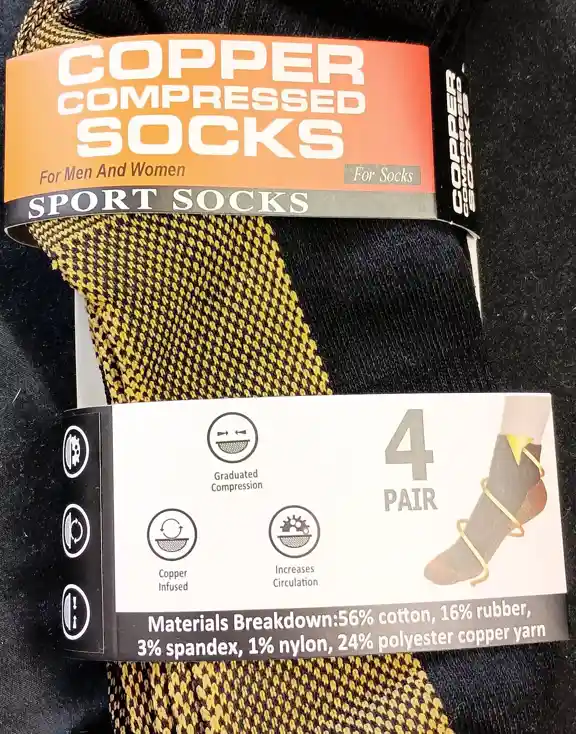 COPPER
COMPRESSED
SOCKS
For Men And Women
For Socks
SPORT SOCKS
COPPER
COMPRESSED
SOCKS
Graduated
Compression
4
PAIR
Copper
Infused
Increases
Circulation
Materials Breakdown:56% cotton, 16% rubber,
3% spandex, 1% nylon, 24% polyester copper yarn